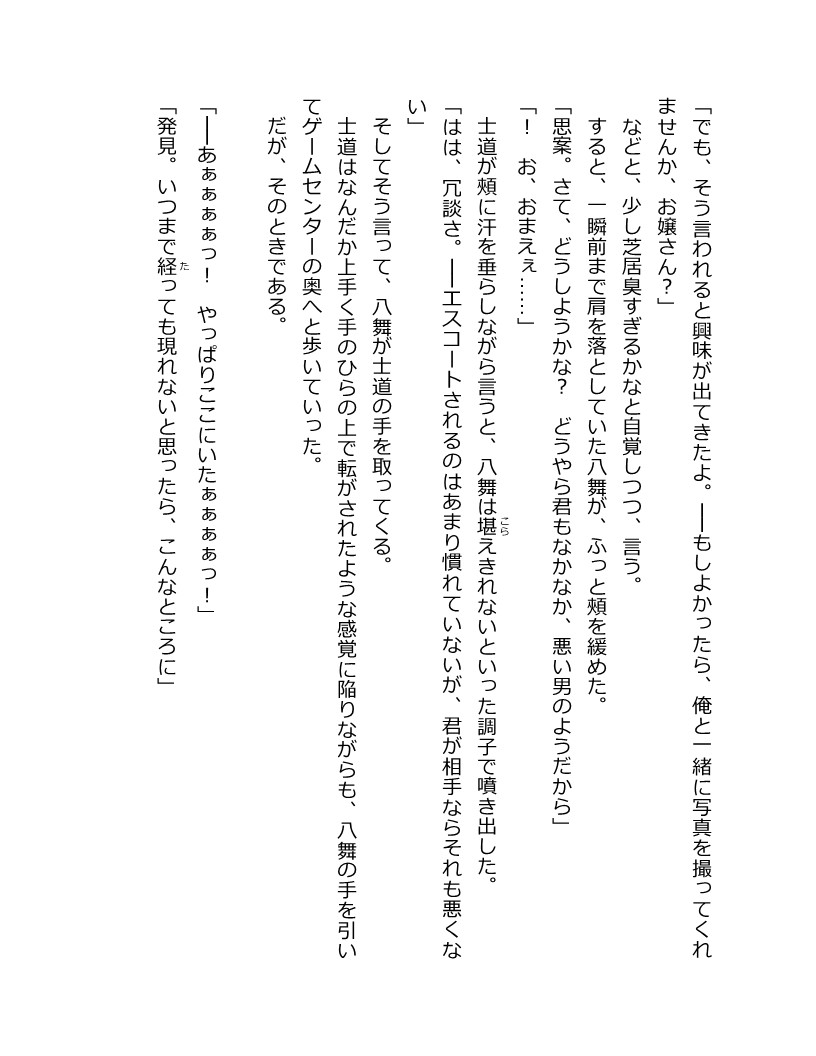 「でも、そう言われると興味が出てきたよ。――もしよかったら、俺と一緒に写真を撮ってくれ
ませんか、お嬢さん？」
　などと、少し芝居臭すぎるかなと自覚しつつ、言う。
　すると、一瞬前まで肩を落としていた八舞が、ふっと頰を緩めた。
「思案。さて、どうしようかな？　どうやら君もなかなか、悪い男のようだから」
「！　お、おまえぇ……」
　士道が頰に汗を垂らしながら言うと、八舞は堪こらえきれないといった調子で噴き出した。
「はは、冗談さ。――エスコートされるのはあまり慣れていないが、君が相手ならそれも悪くな
い」
　そしてそう言って、八舞が士道の手を取ってくる。
　士道はなんだか上手く手のひらの上で転がされたような感覚に陥りながらも、八舞の手を引い
てゲームセンターの奥へと歩いていった。
　だが、そのときである。
「――あぁぁぁぁっ！　やっぱりここにいたぁぁぁぁっ！」
「発見。いつまで経たっても現れないと思ったら、こんなところに」